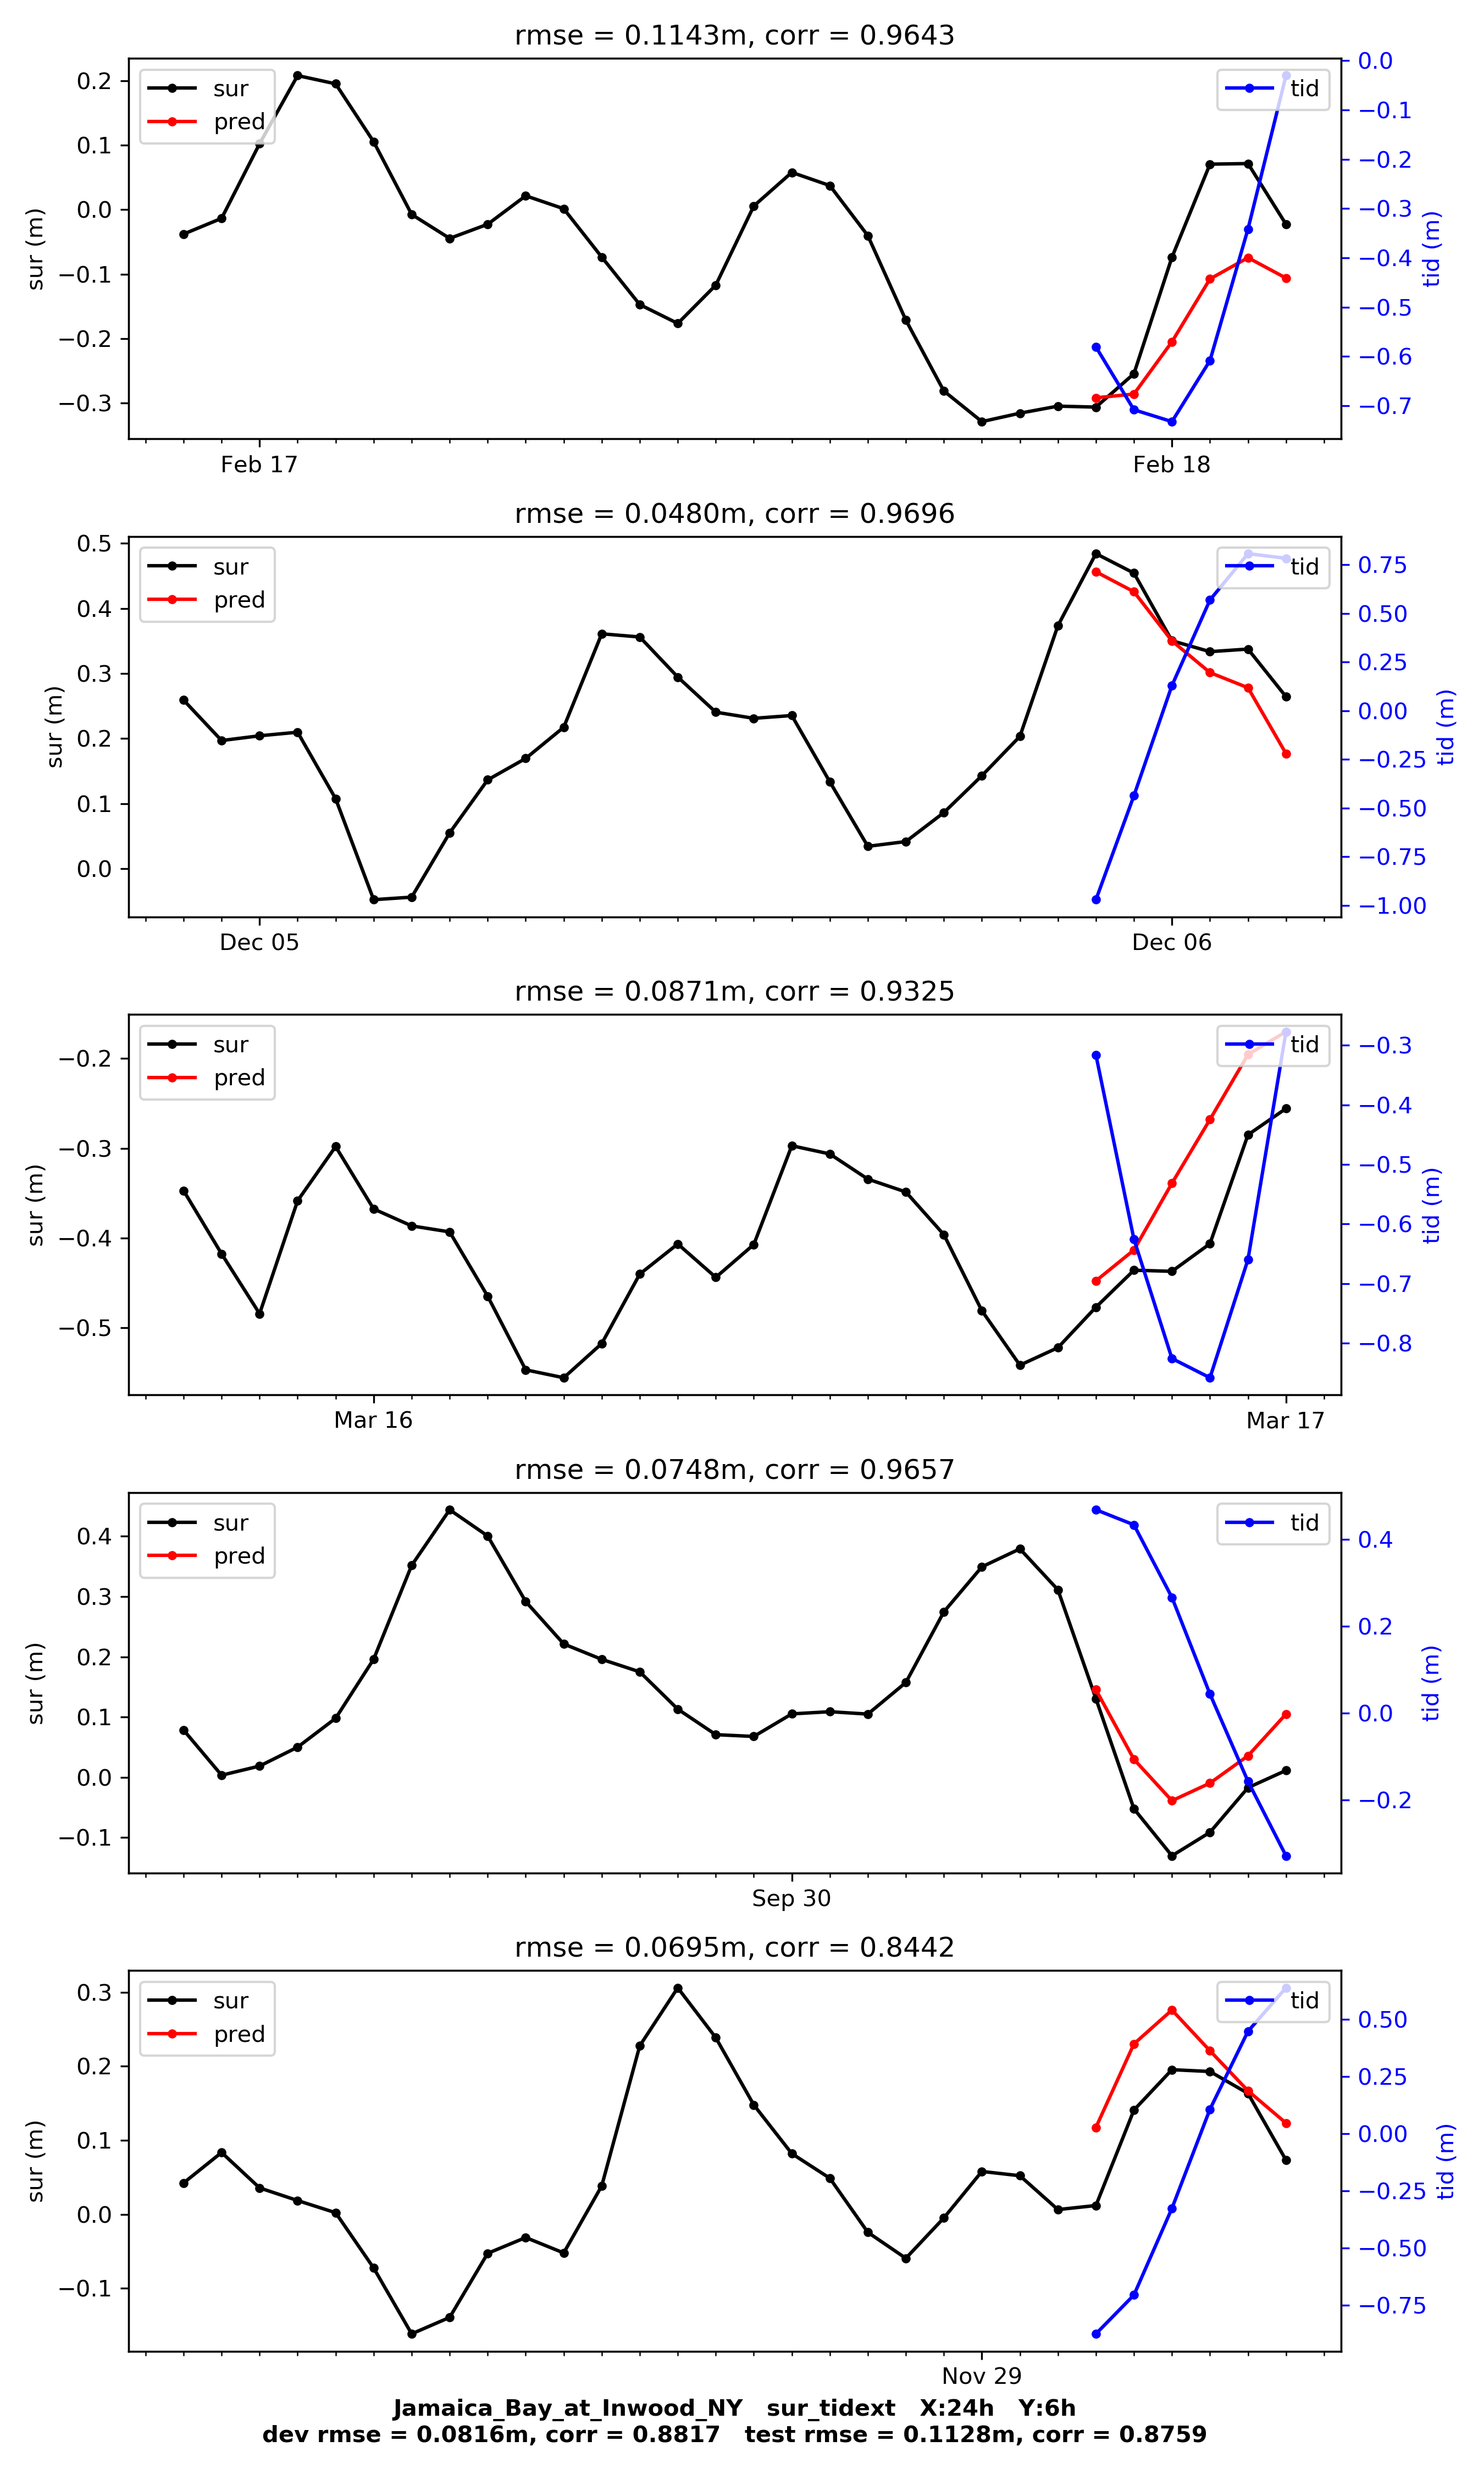 rmse = 0.1143m, corr = 0.9643
sur
pred
tid
0.2
0.1
0.0
−0.1
−0.2
−0.3
sur (m)
0.0
−0.1
−0.2
−0.3
−0.4
−0.5
−0.6
−0.7
tid (m)
Feb 17
Feb 18
rmse = 0.0480m, corr = 0.9696
sur
pred
tid
0.5
0.4
0.3
0.2
0.1
0.0
sur (m)
0.75
0.50
0.25
0.00
−0.25
−0.50
−0.75
−1.00
tid (m)
Dec 05
Dec 06
rmse = 0.0871m, corr = 0.9325
sur
pred
tid
−0.2
−0.3
−0.4
−0.5
sur (m)
−0.3
−0.4
−0.5
−0.6
−0.7
−0.8
tid (m)
Mar 16
Mar 17
rmse = 0.0748m, corr = 0.9657
sur
pred
tid
0.4
0.3
0.2
0.1
0.0
−0.1
sur (m)
0.4
0.2
0.0
−0.2
tid (m)
Sep 30
rmse = 0.0695m, corr = 0.8442
sur
pred
tid
0.3
0.2
0.1
0.0
−0.1
sur (m)
0.50
0.25
0.00
−0.25
−0.50
−0.75
tid (m)
Nov 29
Jamaica_Bay_at_Inwood_NY   sur_tidext   X:24h   Y:6h
dev rmse = 0.0816m, corr = 0.8817   test rmse = 0.1128m, corr = 0.8759